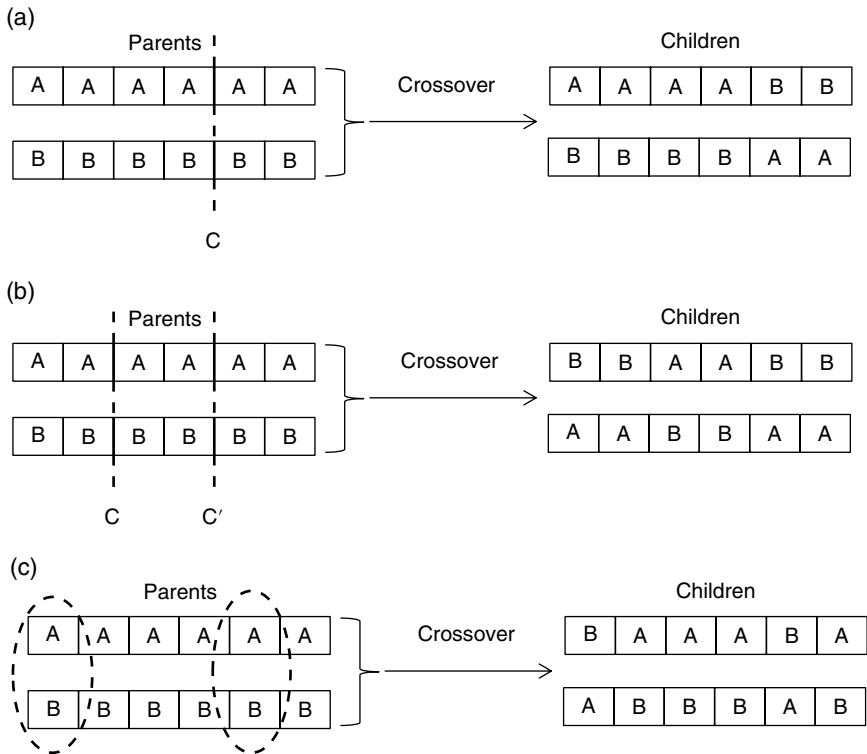 (a)
Parents
Children
A A A A A A
Crossover
A A A A B B
B B B B B B
B B B B A A
C
(b)
Parents
Children
A A A A A A
Crossover
B B A A B B
B B B B B B
A A B B A A
C C′
(c)
Parents
Children
A A A A A A
Crossover
B A A A B A
B B B B B B
A B B B A B